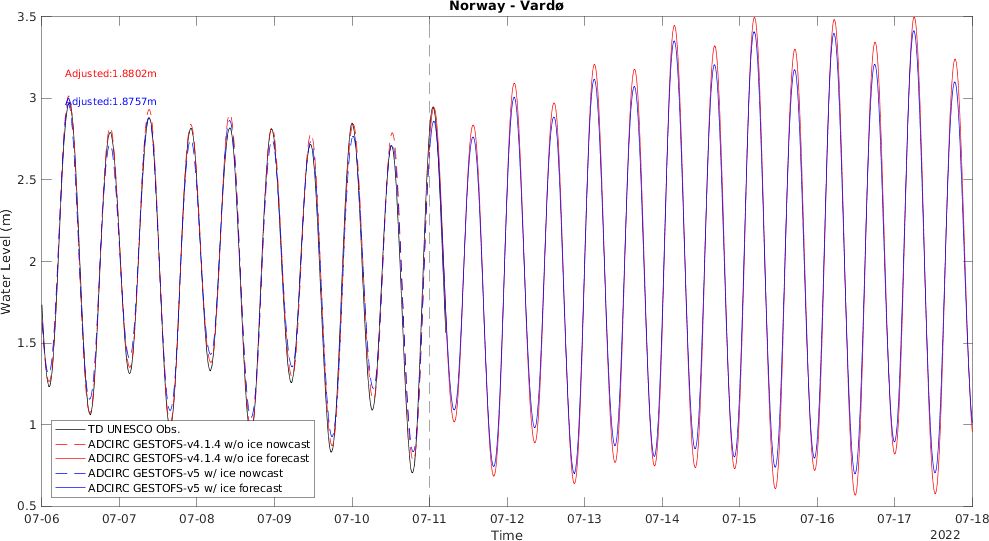 Norway - Vardø
3.5
3
2.5
2
1.5
1
0.5
Water Level (m)
Adjusted:1.8802m
Adjusted:1.8757m
TD UNESCO Obs.
ADCIRC GESTOFS-v4.1.4 w/o ice nowcast
ADCIRC GESTOFS-v4.1.4 w/o ice forecast
ADCIRC GESTOFS-v5 w/ ice nowcast
ADCIRC GESTOFS-v5 w/ ice forecast
07-06 07-07 07-08 07-09 07-10 07-11 07-12 07-13 07-14 07-15 07-16 07-17 07-18
Time
2022